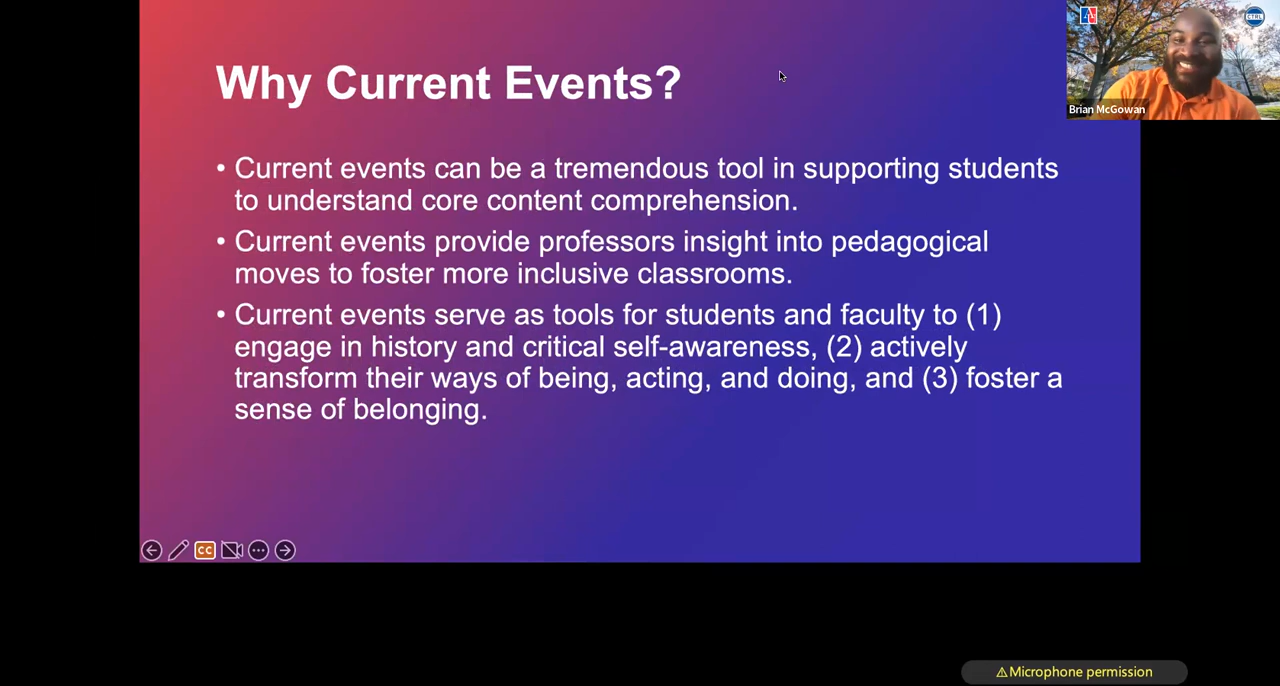 Why Current Events?
• Current events can be a tremendous tool in supporting students
to understand core content comprehension.
• Current events provide professors insight into pedagogical
moves to foster more inclusive classrooms.
• Current events serve as tools for students and faculty to (1)
engage in history and critical self-awareness, (2) actively
transform their ways of being, acting, and doing, and (3) foster a
sense of belonging.
CTRL
Brian McGowan
CC
⚠Microphone permission